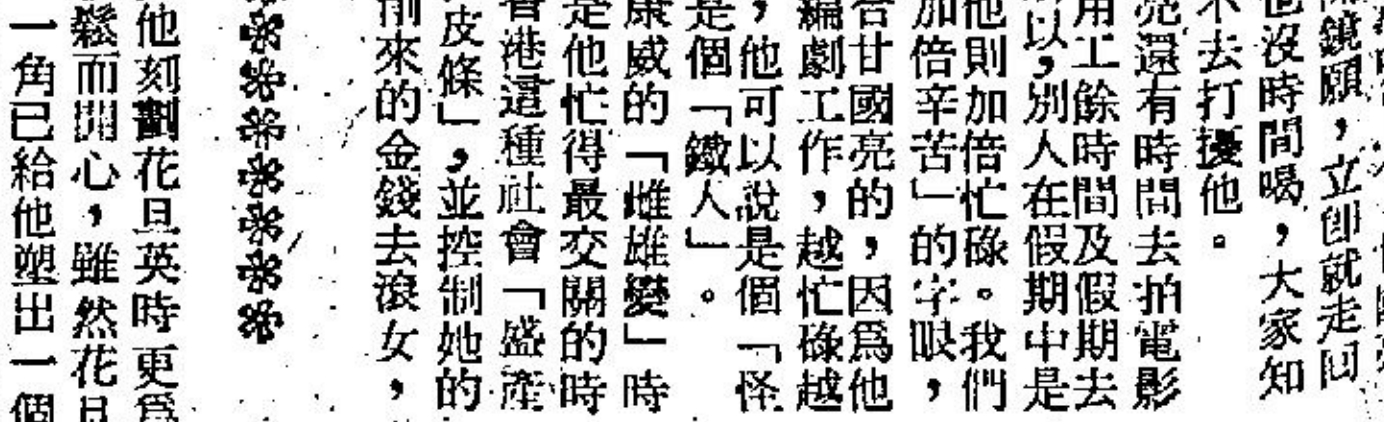 鏡願，立即就走回
也沒時間喝，大家知
不去打擾他。
亮還有時間去拍電影
用工餘時間及假期去
以，別人在假期中是
他則加倍忙碌。我們
加倍辛苦」的字眼，
合甘國亮的，因爲他
編劇工作，越忙碌越
，他可以說是個「怪
是個「鐵人」。
康威的「雌雄變」時
是他忙得最交關的時
香港這種社會「盛產
皮條」，並控制她的
前來的金錢去滾女，
他刻劃花旦英時更爲
鬆而開心，雖然花旦
一角已給他塑出一個